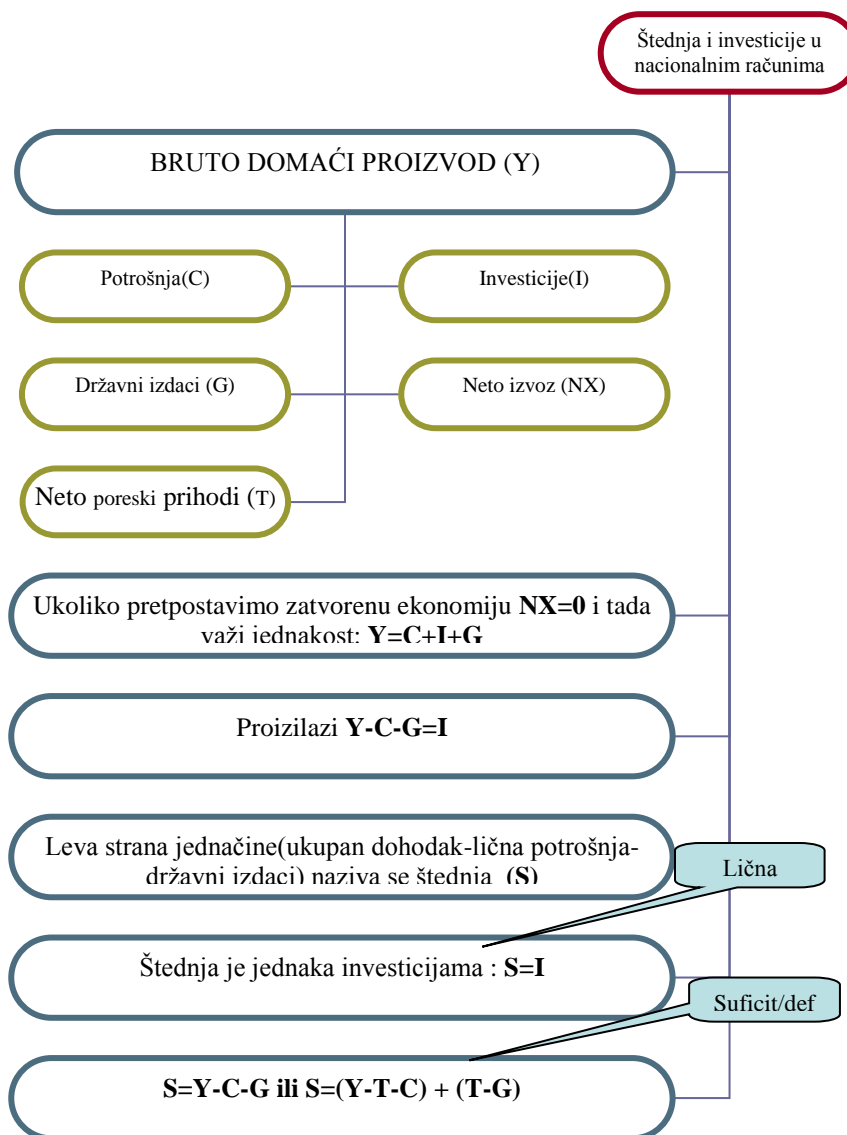 Štednja i investicije u
nacionalnim računima
BRUTO DOMAĆI PROIZVOD (Y)
Potrošnja(C)
Investicije(I)
Državni izdaci (G)
Neto izvoz (NX)
Neto poreski prihodi (T)
Ukoliko pretpostavimo zatvorenu ekonomiju NX=0 i tada
važi jednakost: Y=C+I+G
Proizilazi Y-C-G=I
Leva strana jednačine(ukupan dohodak-lična potrošnja-
državni izdaci) naziva se štednja (S)
Lična
Štednja je jednaka investicijama : S=I
Suficit/def
S=Y-C-G ili S=(Y-T-C) + (T-G)